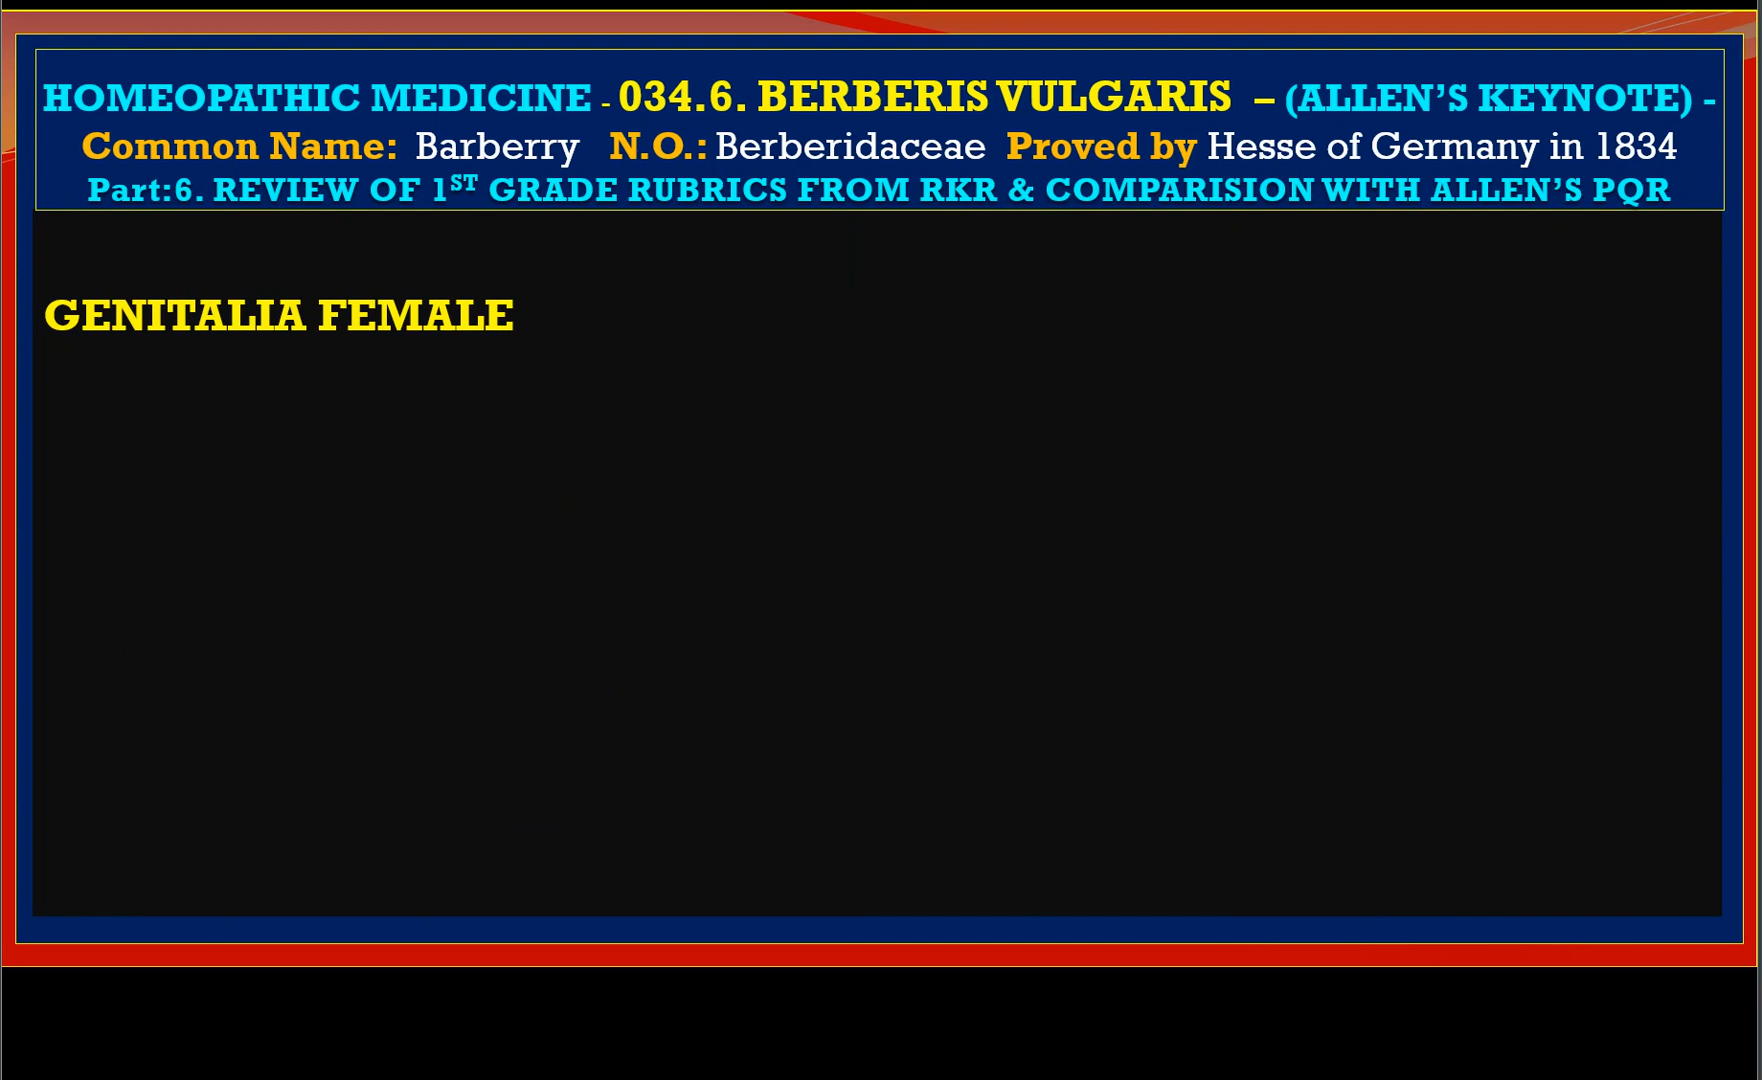 HOMEOPATHIC MEDICINE - 034.6. BERBERIS VULGARIS – (ALLEN’S KEYNOTE) -
Common Name: Barberry N.O.: Berberidaceae Proved by Hesse of Germany in 1834
Part:6. REVIEW OF 1ST GRADE RUBRICS FROM RKR & COMPARISION WITH ALLEN’S PQR
GENITALIA FEMALE